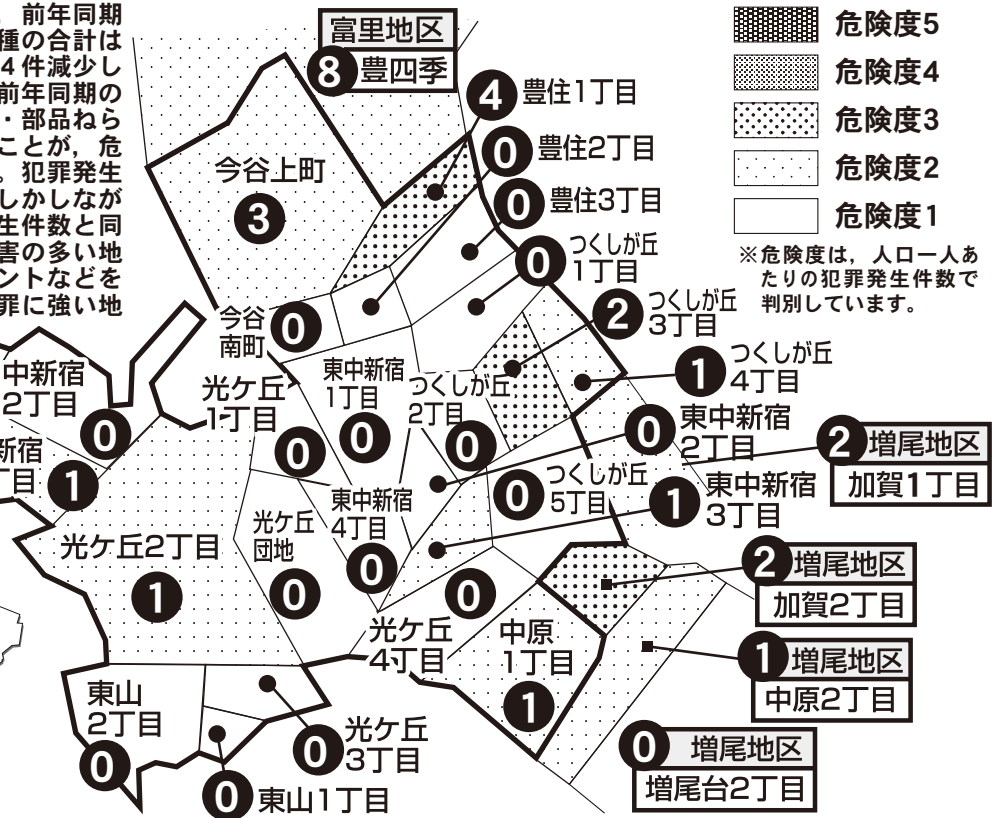 前年同期
種の合計は
4件減少し
前年同期の
・部品ねら
ことが，危
。犯罪発生
しかしなが
生件数と同
害の多い地
ントなどを
罪に強い地
危険度5
危険度4
危険度3
危険度2
危険度1
※危険度は，人口一人あ
たりの犯罪発生件数で
判別しています。
富里地区
8 豊四季
4 豊住1丁目
0 豊住2丁目
0 豊住3丁目
0 つくしが丘
1丁目
今谷上町
3
2 つくしが丘
3丁目
1 つくしが丘
4丁目
今谷
南町
0
中新宿
2丁目
0
新宿
丁目
1
光ケ丘
1丁目
0
東中新宿
1丁目
0
つくしが丘
2丁目
0
0 東中新宿
2丁目
2 増尾地区
加賀1丁目
0 つくしが丘
5丁目
1 東中新宿
3丁目
東中新宿
4丁目
0
光ケ丘
団地
0
光ケ丘2丁目
1
2 増尾地区
加賀2丁目
0
光ケ丘
4丁目
中原
1丁目
1
1 増尾地区
中原2丁目
東山
2丁目
0
0 光ケ丘
3丁目
0 東山1丁目
0 増尾地区
増尾台2丁目